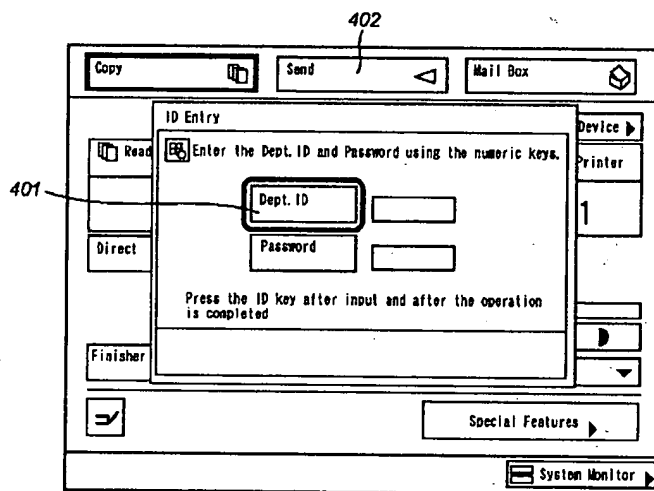 402
Copy
Send
Mail Box
ID Entry
Device
Read
Enter the Dept. ID and Password using the numeric keys.
Printer
401
Dept. ID
1
Direct
Password
Press the ID key after input and after the operation
is completed
Finisher
Special Features
System Monitor